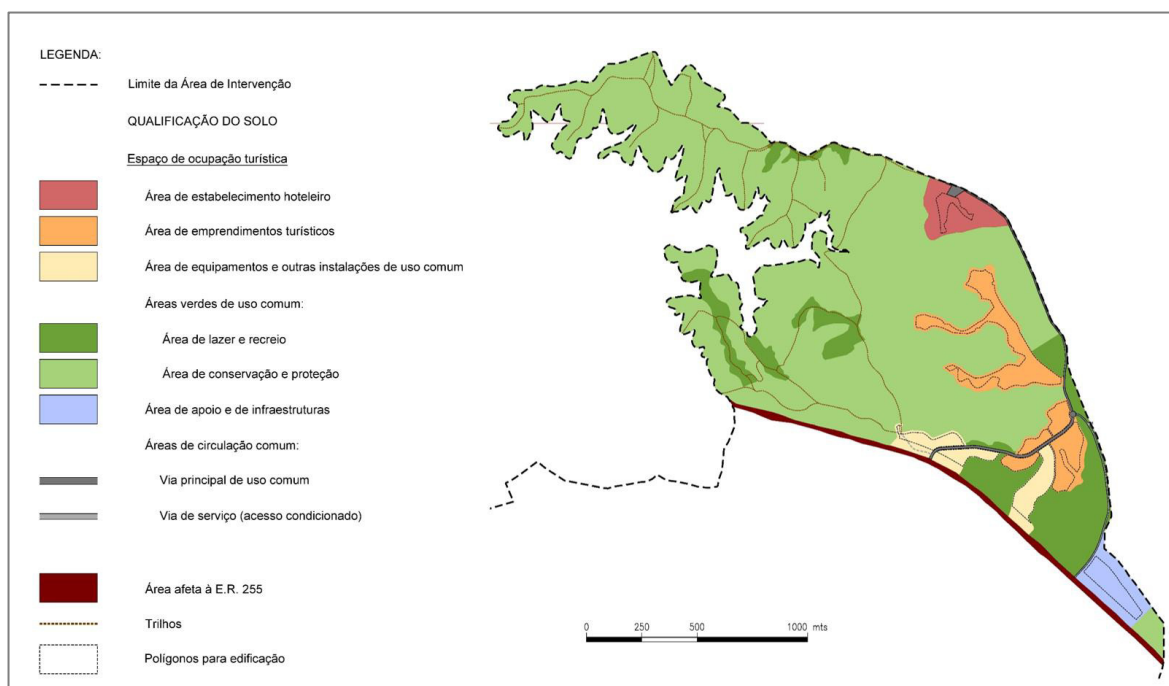 LEGENDA:
Limite da Área de Intervenção
QUALIFICAÇÃO DO SOLO
Espaço de ocupação turística
Área de estabelecimento hoteleiro
Área de emprendimentos turísticos
Área de equipamentos e outras instalações de uso comum
Áreas verdes de uso comum:
Área de lazer e recreio
Área de conservação e proteção
Área de apoio e de infraestruturas
Áreas de circulação comum:
Via principal de uso comum
Via de serviço (acesso condicionado)
Área afeta à E.R. 255
Trilhos
Polígonos para edificação
0 250 500 1000 mts